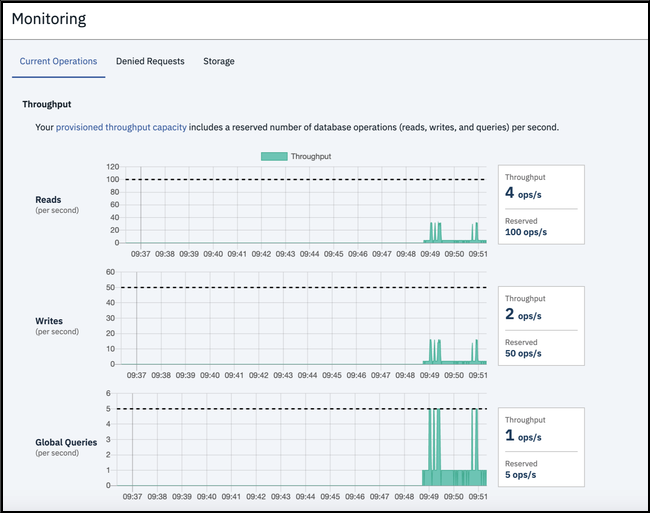 Monitoring
Current Operations Denied Requests Storage
Throughput
Your provisioned throughput capacity includes a reserved number of database operations (reads, writes, and queries) per second.
Throughput
Reads
(per second)
120
100
80
60
40
20
0
09:37 09:38 09:39 09:40 09:41 09:42 09:43 09:44 09:45 09:46 09:47 09:48 09:49 09:50 09:51
Throughput
4 ops/s
Reserved
100 ops/s
Writes
(per second)
60
50
40
30
20
10
0
09:37 09:38 09:39 09:40 09:41 09:42 09:43 09:44 09:45 09:46 09:47 09:48 09:49 09:50 09:51
Throughput
2 ops/s
Reserved
50 ops/s
Global Queries
(per second)
6
5
4
3
2
1
0
09:37 09:38 09:39 09:40 09:41 09:42 09:43 09:44 09:45 09:46 09:47 09:48 09:49 09:50 09:51
Throughput
1 ops/s
Reserved
5 ops/s